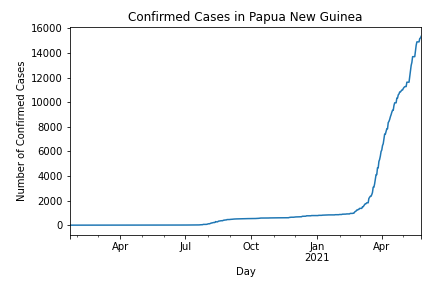 Confirmed Cases in Papua New Guinea
16000
14000
12000
10000
8000
6000
4000
2000
0
Number of Confirmed Cases
Apr Jul Oct Jan Apr
2021
Day